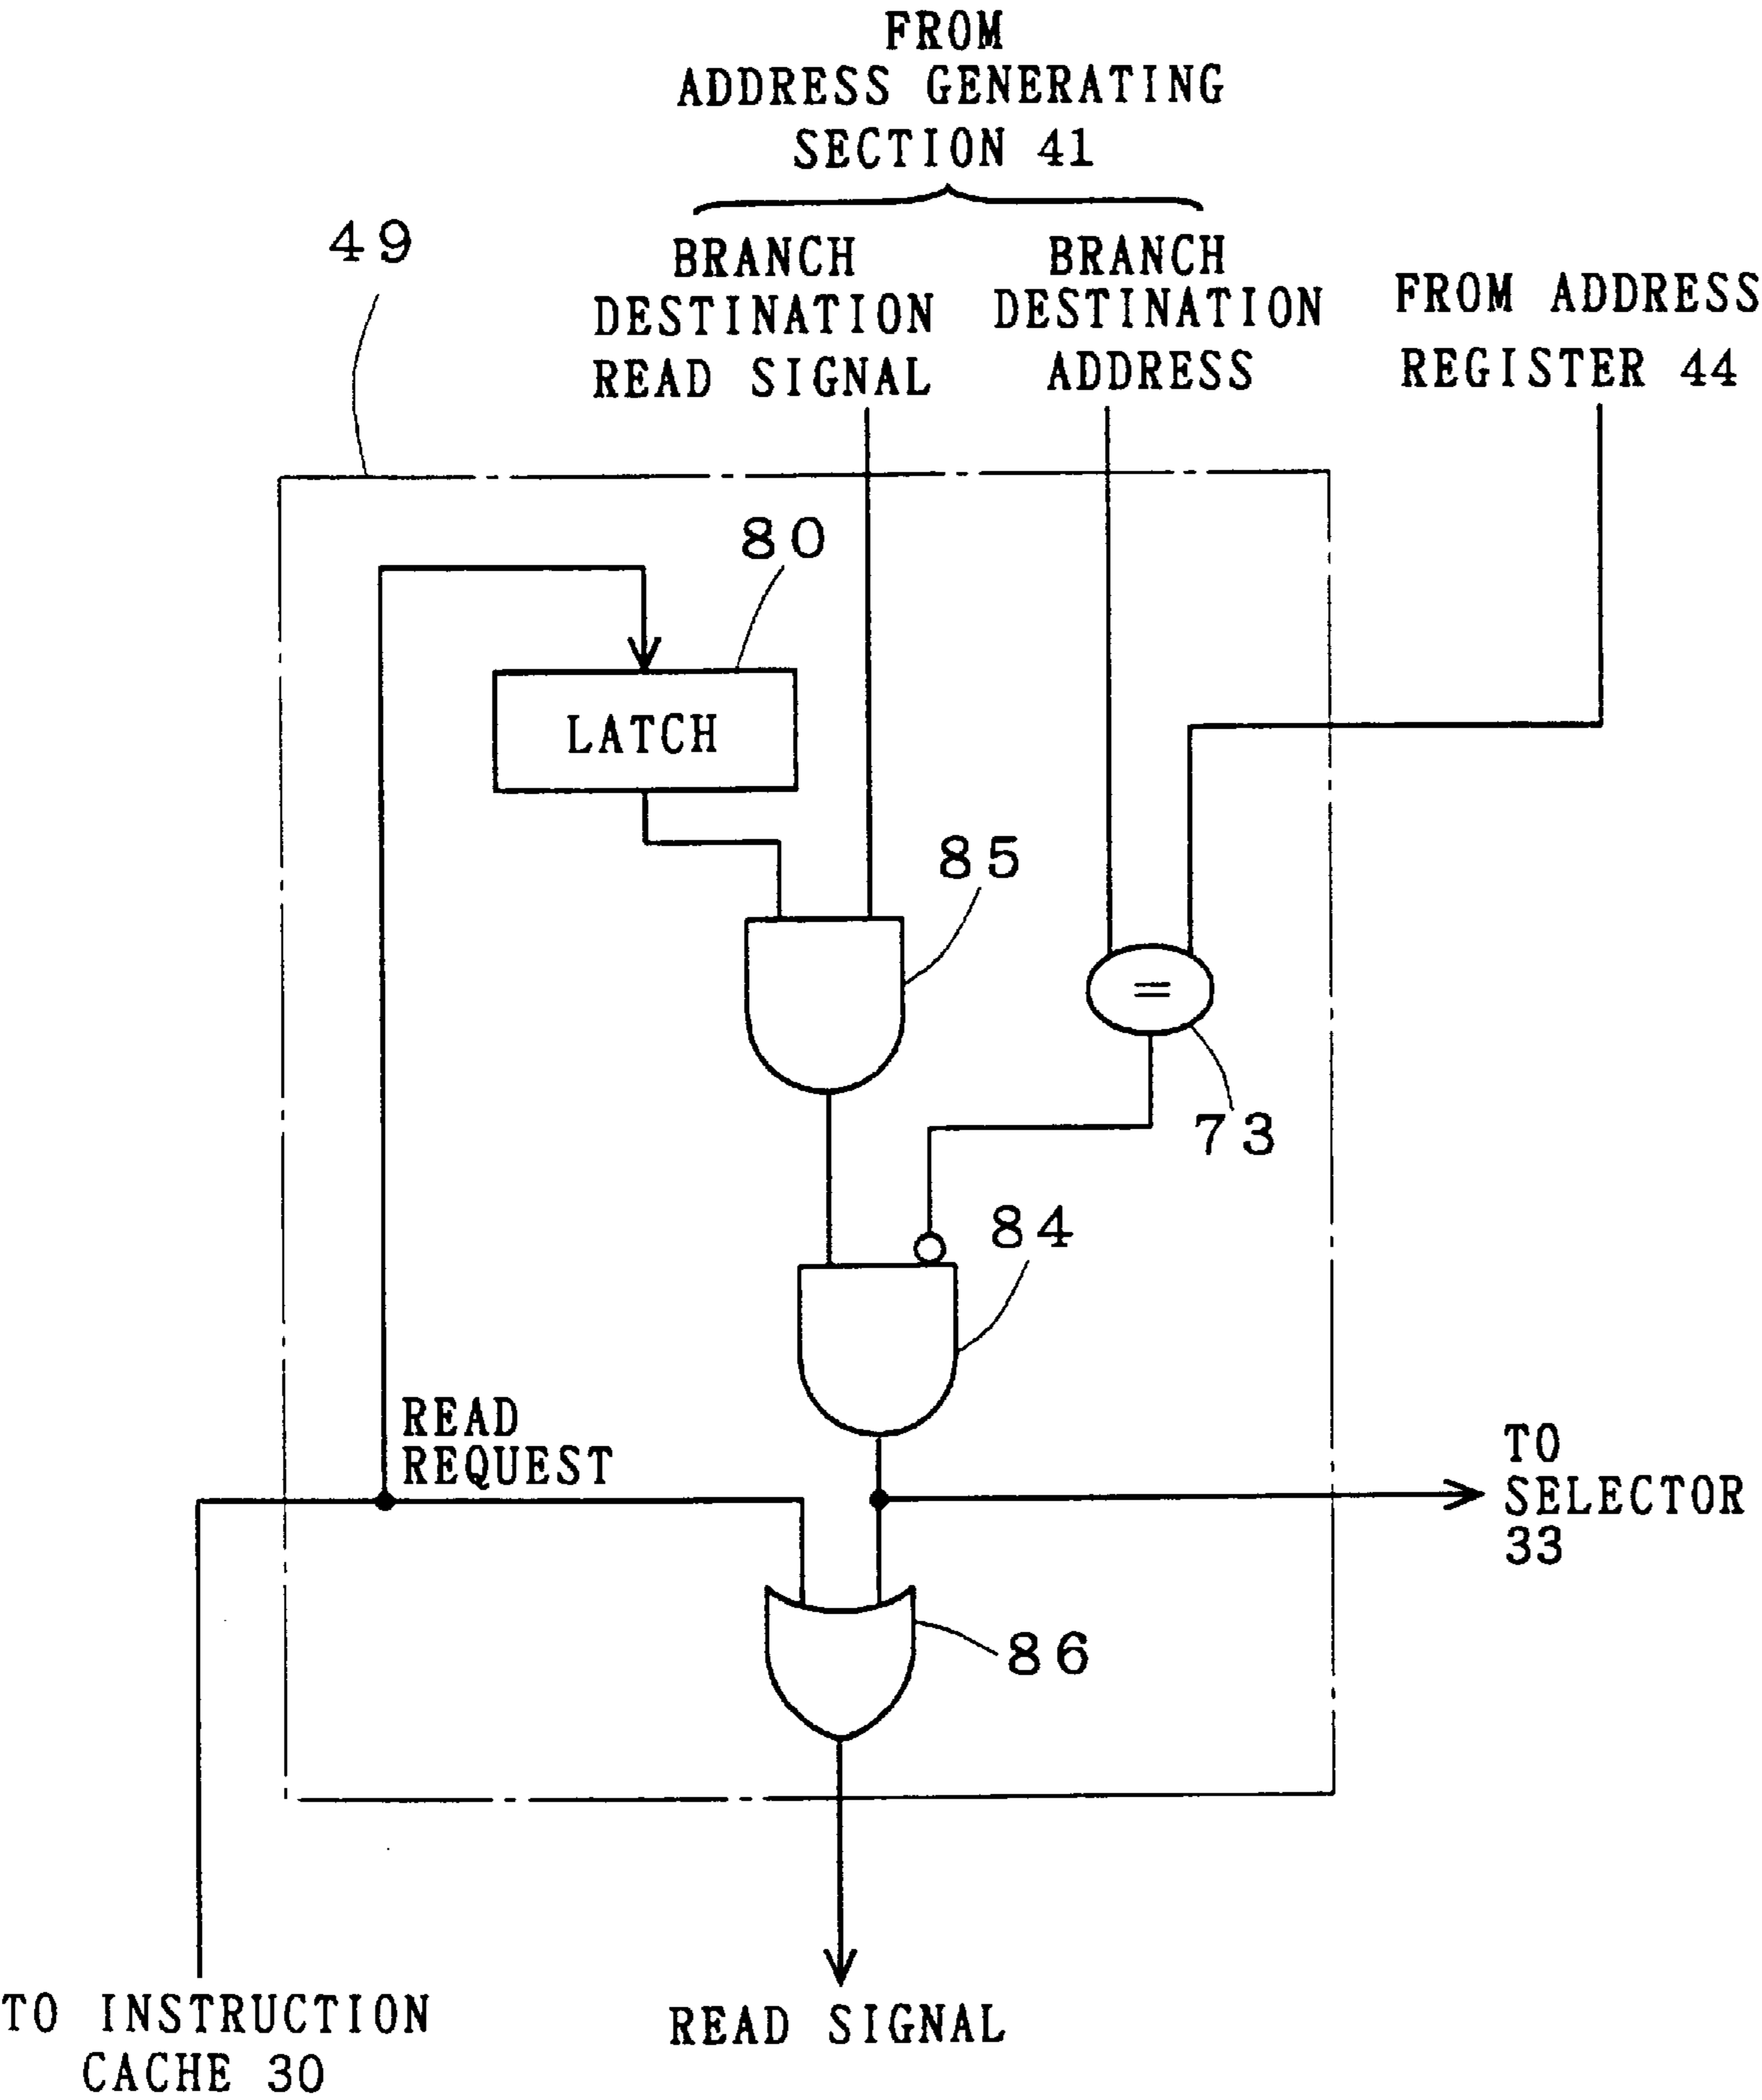 FROM
ADDRESS GENERATING
SECTION 41
49
BRANCH
DESTINATION
READ SIGNAL
BRANCH
DESTINATION
ADDRESS
FROM ADDRESS
REGISTER 44
80
LATCH
85
=
73
84
READ
REQUEST
TO
SELECTOR
33
86
TO INSTRUCTION
CACHE 30
READ SIGNAL